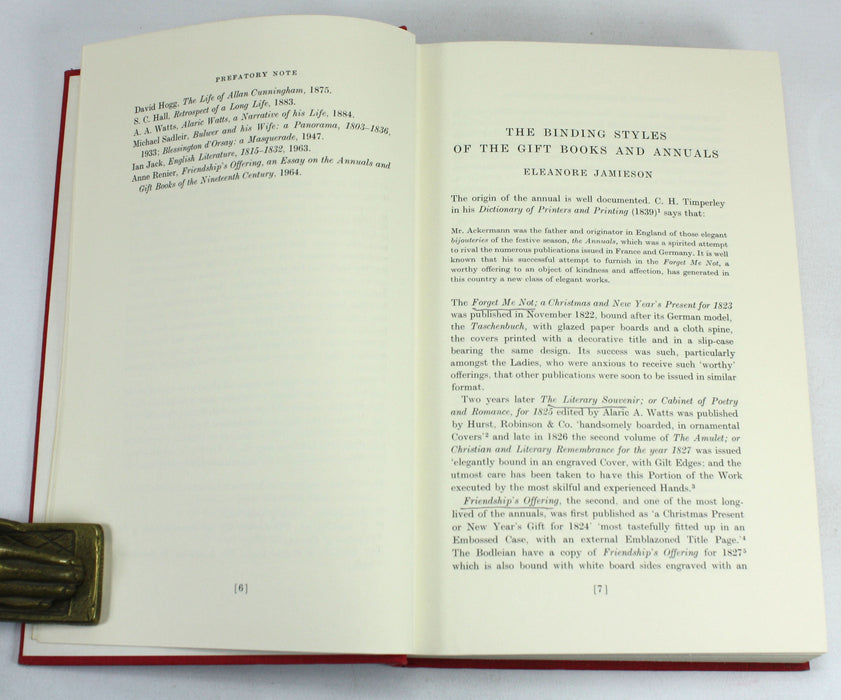 PREFATORY NOTE
David Hogg, The Life of Allan Cunningham, 1875.
S. C. Hall, Retrospect of a Long Life, 1883.
A. A. Watts, Alaric Watts, a Narrative of his Life, 1884.
Michael Sadleir, Bulwer and his Wife: a Panorama, 1803–1836,
1933; Blessington d'Orsay: a Masquerade, 1947.
Ian Jack, English Literature, 1815–1832, 1963.
Anne Renier, Friendship's Offering, an Essay on the Annuals and
Gift Books of the Nineteenth Century, 1964.
[6]
THE BINDING STYLES
OF THE GIFT BOOKS AND ANNUALS
ELEANORE JAMIESON
The origin of the annual is well documented. C. H. Timperley
in his Dictionary of Printers and Printing (1839)¹ says that:
Mr. Ackermann was the father and originator in England of those elegant
bijouteries of the festive season, the Annuals, which was a spirited attempt
to rival the numerous publications issued in France and Germany. It is well
known that his successful attempt to furnish in the Forget Me Not, a
worthy offering to an object of kindness and affection, has generated in
this country a new class of elegant works.
The Forget Me Not; a Christmas and New Year's Present for 1823
was published in November 1822, bound after its German model,
the Taschenbuch, with glazed paper boards and a cloth spine,
the covers printed with a decorative title and in a slip-case
bearing the same design. Its success was such, particularly
amongst the Ladies, who were anxious to receive such 'worthy'
offerings, that other publications were soon to be issued in similar
format.
Two years later The Literary Souvenir; or Cabinet of Poetry
and Romance, for 1825 edited by Alaric A. Watts was published
by Hurst, Robinson & Co. 'handsomely boarded, in ornamental
Covers'² and late in 1826 the second volume of The Amulet; or
Christian and Literary Remembrance for the year 1827 was issued
'elegantly bound in an engraved Cover, with Gilt Edges; and the
utmost care has been taken to have this Portion of the Work
executed by the most skilful and experienced Hands.³
Friendship's Offering, the second, and one of the most long-
lived of the annuals, was first published as 'a Christmas Present
or New Year's Gift for 1824' 'most tastefully fitted up in an
Embossed Case, with an external Emblazoned Title Page.'⁴
The Bodleian have a copy of Friendship's Offering for 1827⁵
which is also bound with white board sides engraved with an
[7]